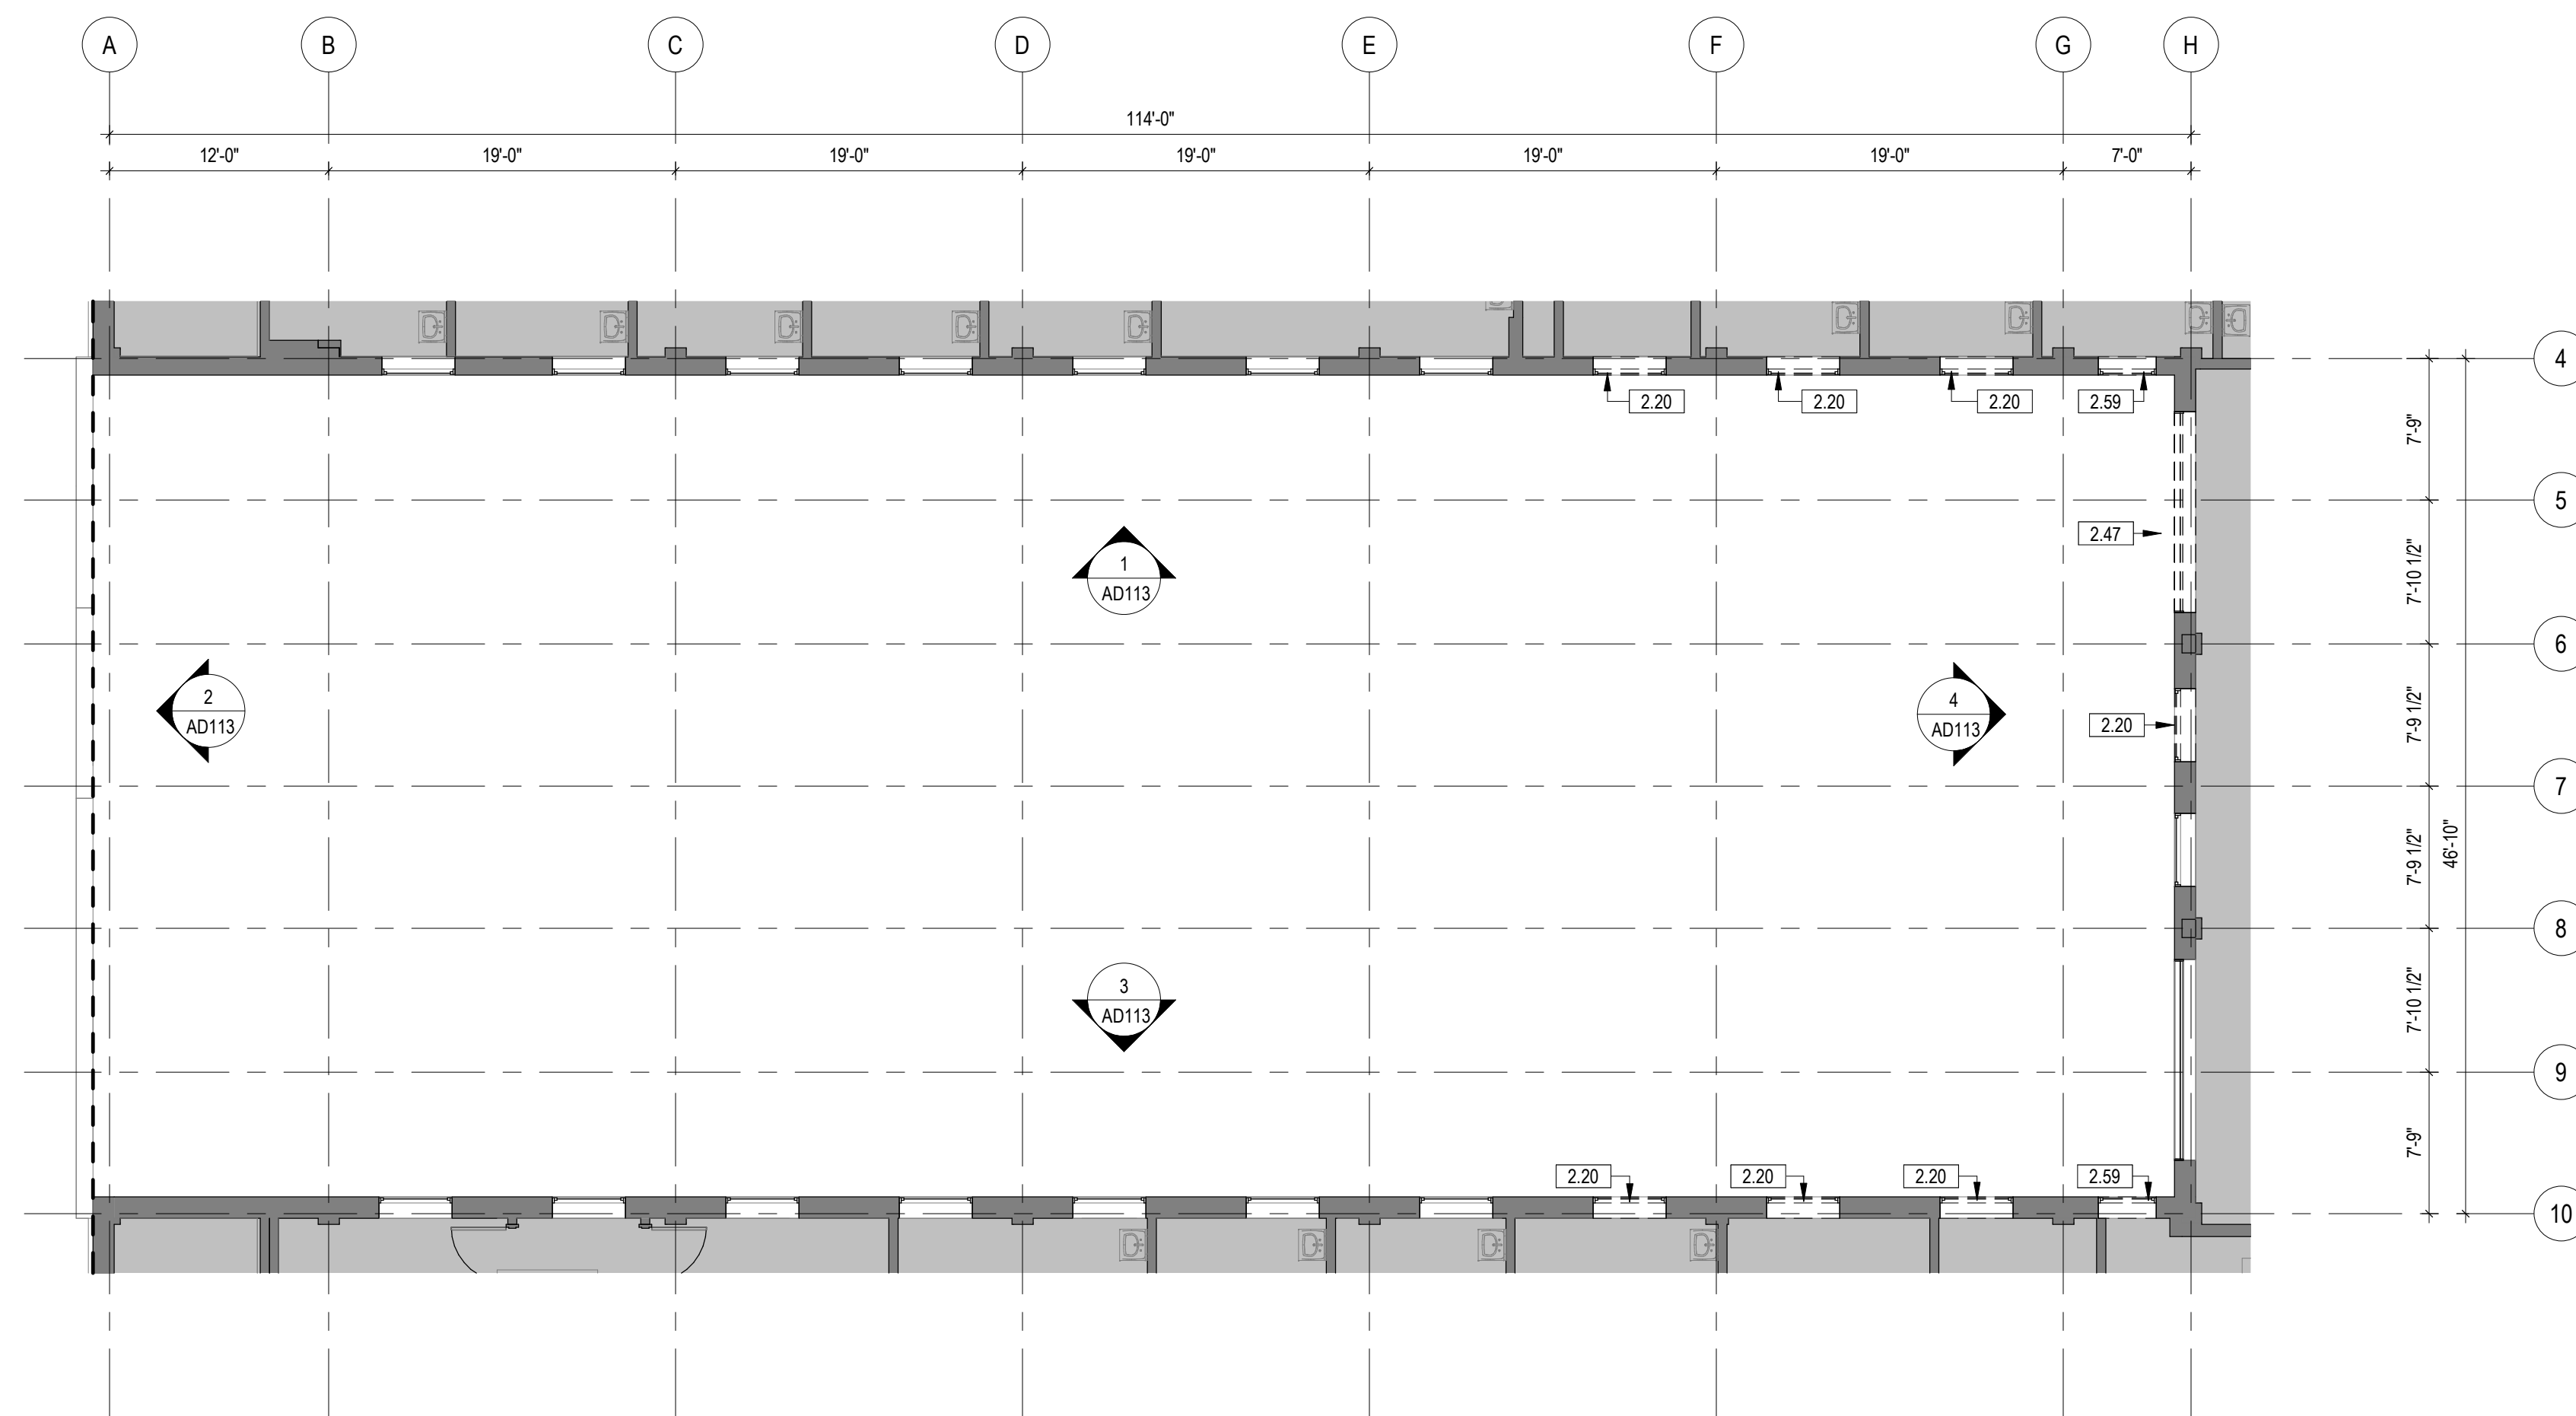 A B C D E F G H
114'-0"
12'-0" 19'-0" 19'-0" 19'-0" 19'-0" 19'-0" 7'-0"
4
2.20 2.20 2.20 2.59
7'-9"
5
2.47
1
AD113
7'-10 1/2"
6
2
AD113
4
AD113
2.20
7'-9 1/2"
7
7'-9 1/2"
46'-10"
8
3
AD113
7'-10 1/2"
9
7'-9"
2.20 2.20 2.20 2.59
10